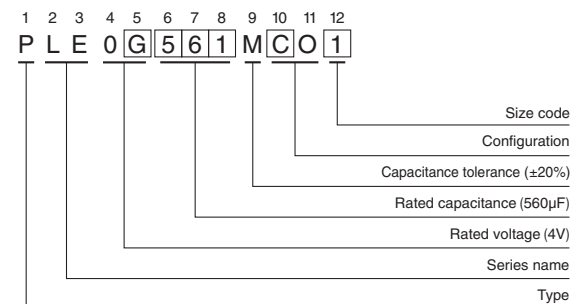 1 2 3 4 5 6 7 8 9 10 11 12
P L E 0 G 5 6 1 M C O 1
Size code
Configuration
Capacitance tolerance (±20%)
Rated capacitance (560µF)
Rated voltage (4V)
Series name
Type